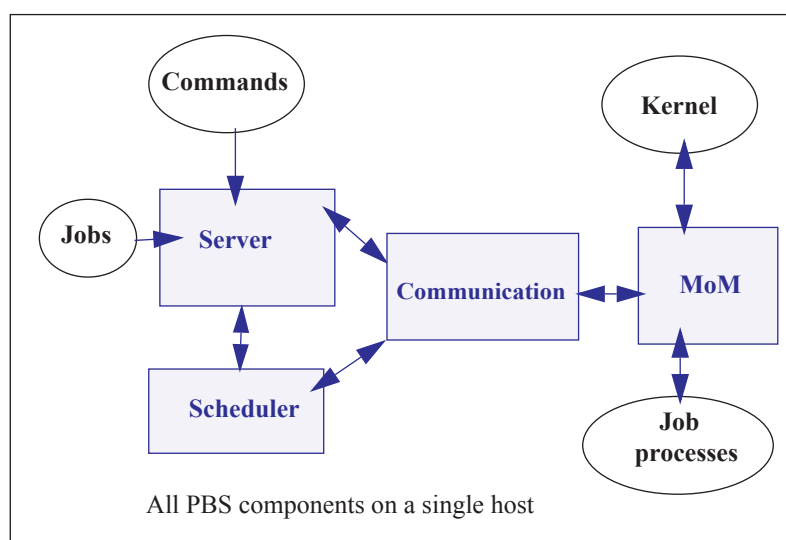 Commands
Kernel
Jobs
Server
Communication
MoM
Scheduler
Job
processes
All PBS components on a single host